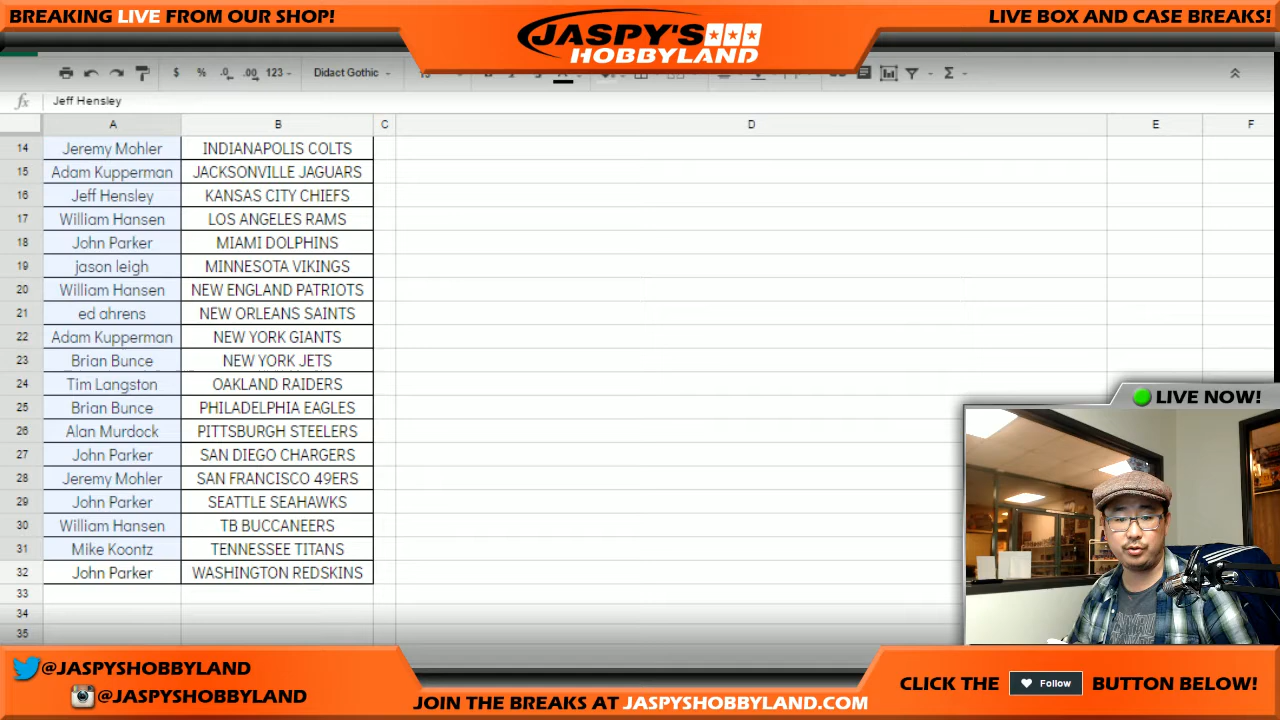 BREAKING LIVE FROM OUR SHOP!
JASPY'S
HOBBYLAND
LIVE BOX AND CASE BREAKS!
$ % .0 .00 123 Didact Gothic
fx Jeff Hensley
A B C D E F
14 Jeremy Mohler INDIANAPOLIS COLTS
15 Adam Kupperman JACKSONVILLE JAGUARS
16 Jeff Hensley KANSAS CITY CHIEFS
17 William Hansen LOS ANGELES RAMS
18 John Parker MIAMI DOLPHINS
19 jason leigh MINNESOTA VIKINGS
20 William Hansen NEW ENGLAND PATRIOTS
21 ed ahrens NEW ORLEANS SAINTS
22 Adam Kupperman NEW YORK GIANTS
23 Brian Bunce NEW YORK JETS
24 Tim Langston OAKLAND RAIDERS
25 Brian Bunce PHILADELPHIA EAGLES
26 Alan Murdock PITTSBURGH STEELERS
27 John Parker SAN DIEGO CHARGERS
28 Jeremy Mohler SAN FRANCISCO 49ERS
29 John Parker SEATTLE SEAHAWKS
30 William Hansen TB BUCCANEERS
31 Mike Koontz TENNESSEE TITANS
32 John Parker WASHINGTON REDSKINS
33
34
35
LIVE NOW!
@JASPYSHOBBYLAND
@JASPYSHOBBYLAND
JOIN THE BREAKS AT JASPYSHOBBYLAND.COM
CLICK THE Follow BUTTON BELOW!